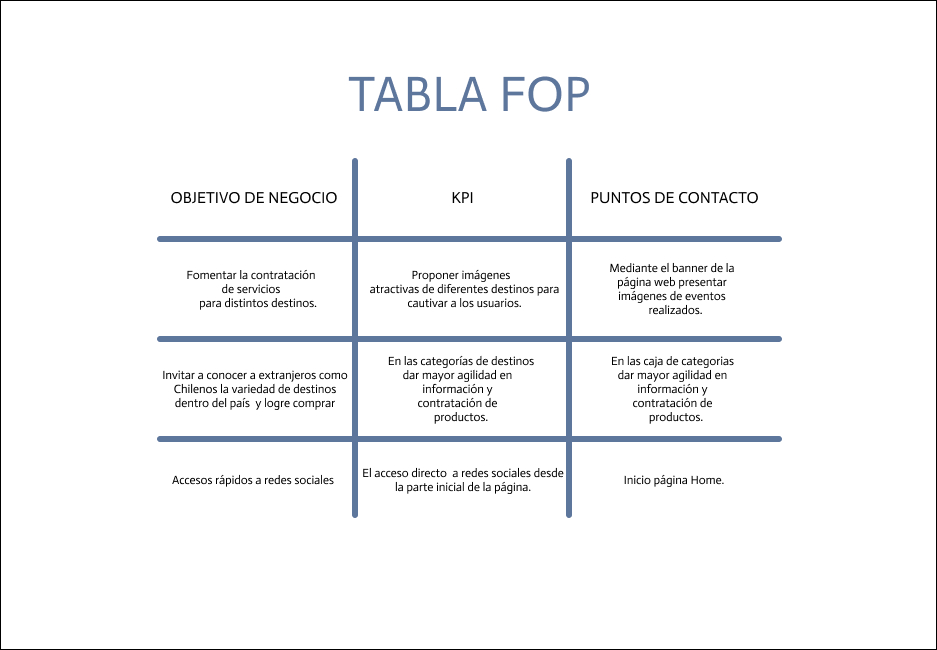 TABLA FOP
OBJETIVO DE NEGOCIO
KPI
PUNTOS DE CONTACTO
Fomentar la contratación
de servicios
para distintos destinos.
Proponer imágenes
atractivas de diferentes destinos para
cautivar a los usuarios.
Mediante el banner de la
página web presentar
imágenes de eventos
realizados.
Invitar a conocer a extranjeros como
Chilenos la variedad de destinos
dentro del país y logre comprar
En las categorías de destinos
dar mayor agilidad en
información y
contratación de
productos.
En las caja de categorias
dar mayor agilidad en
información y
contratación de
productos.
Accesos rápidos a redes sociales
El acceso directo a redes sociales desde
la parte inicial de la página.
Inicio página Home.